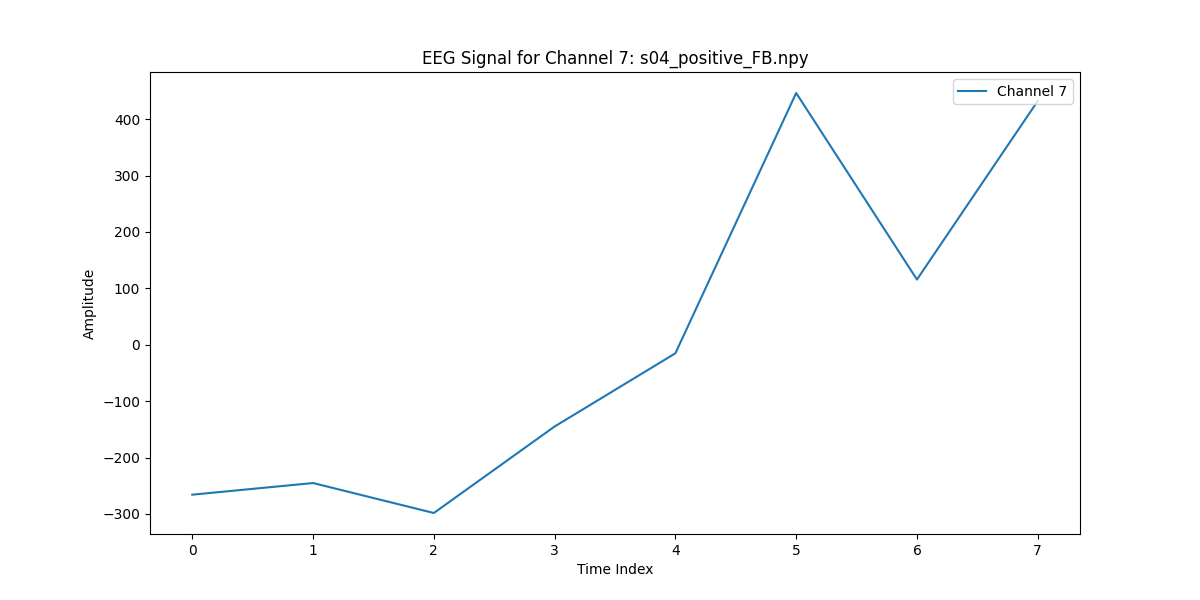 EEG Signal for Channel 7: s04_positive_FB.npy
Channel 7
400
300
200
100
0
−100
−200
−300
Amplitude
0 1 2 3 4 5 6 7
Time Index